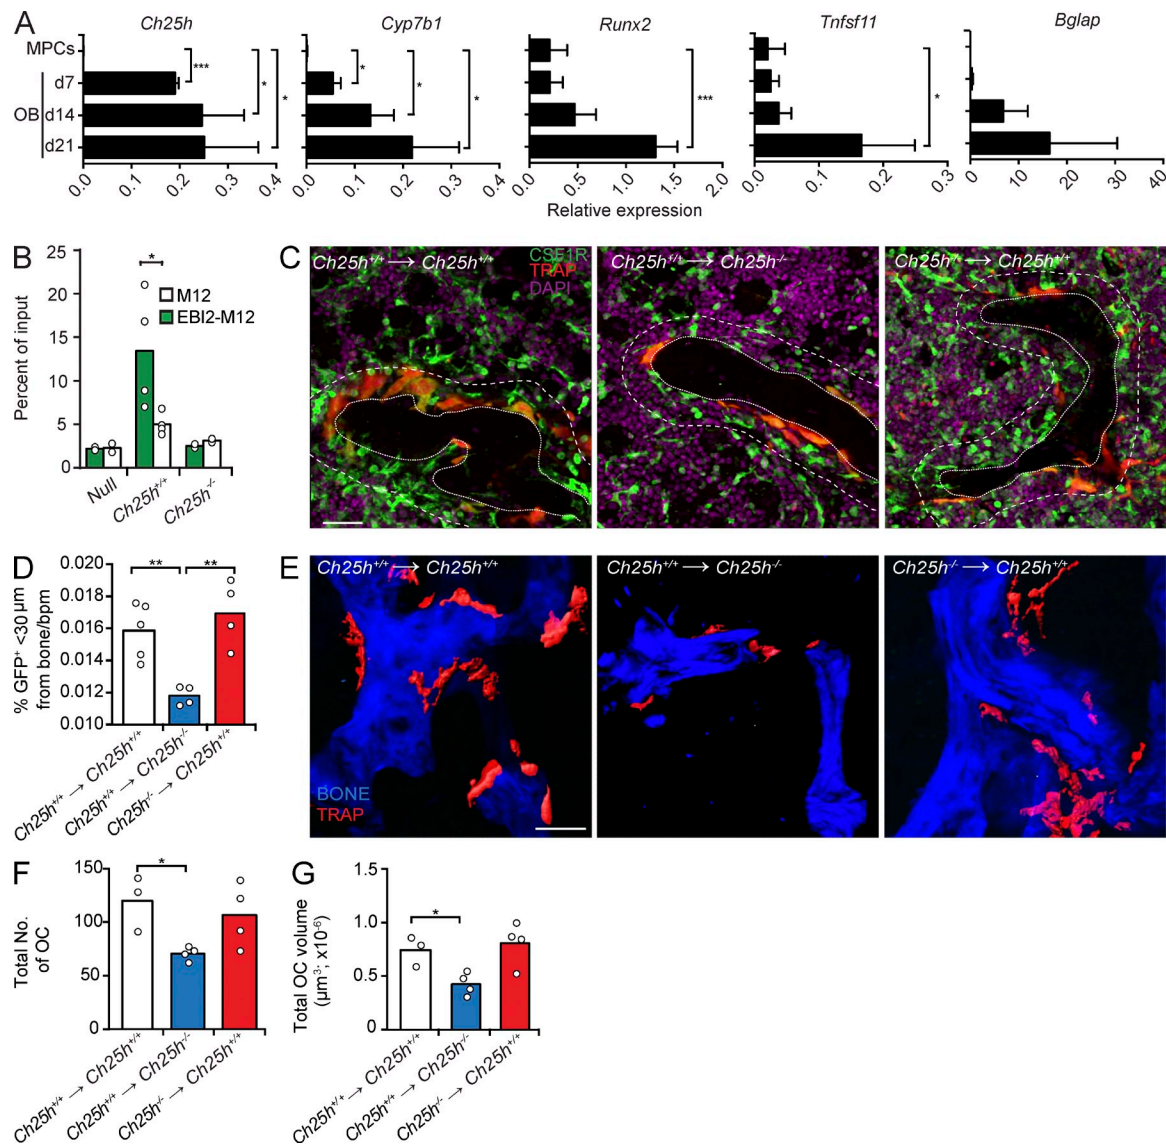 A
Ch25h
Cyp7b1
Runx2
Tnfsf11
Bglap
MPCs
d7
OB d14
d21
***
*
*
*
*
*
***
*
0.0 0.1 0.2 0.3 0.4
0.0 0.1 0.2 0.3 0.4
0.0 0.5 1.0 1.5 2.0
0.0 0.1 0.2 0.3
0 10 20 30 40
Relative expression
B
Percent of input
25
20
15
10
5
0
*
M12
EBI2-M12
Null
Ch25h+/+
Ch25h-/-
C
Ch25h+/+ → Ch25h+/+
CSF1R
TRAP
DAPI
Ch25h+/+ → Ch25h-/-
Ch25h-/- → Ch25h+/+
D
% GFP+ <30 µm
from bone/bpm
0.020
0.018
0.016
0.014
0.012
0.010
**
**
Ch25h+/+ → Ch25h+/+
Ch25h+/+ → Ch25h-/-
Ch25h-/- → Ch25h+/+
E
Ch25h+/+ → Ch25h+/+
Ch25h+/+ → Ch25h-/-
Ch25h-/- → Ch25h+/+
BONE
TRAP
F
Total No.
of OC
150
100
50
0
*
Ch25h+/+ → Ch25h+/+
Ch25h+/+ → Ch25h-/-
Ch25h-/- → Ch25h+/+
G
Total OC volume
(µm³; x10⁻⁶)
1.5
1.0
0.5
0
*
Ch25h+/+ → Ch25h+/+
Ch25h+/+ → Ch25h-/-
Ch25h-/- → Ch25h+/+